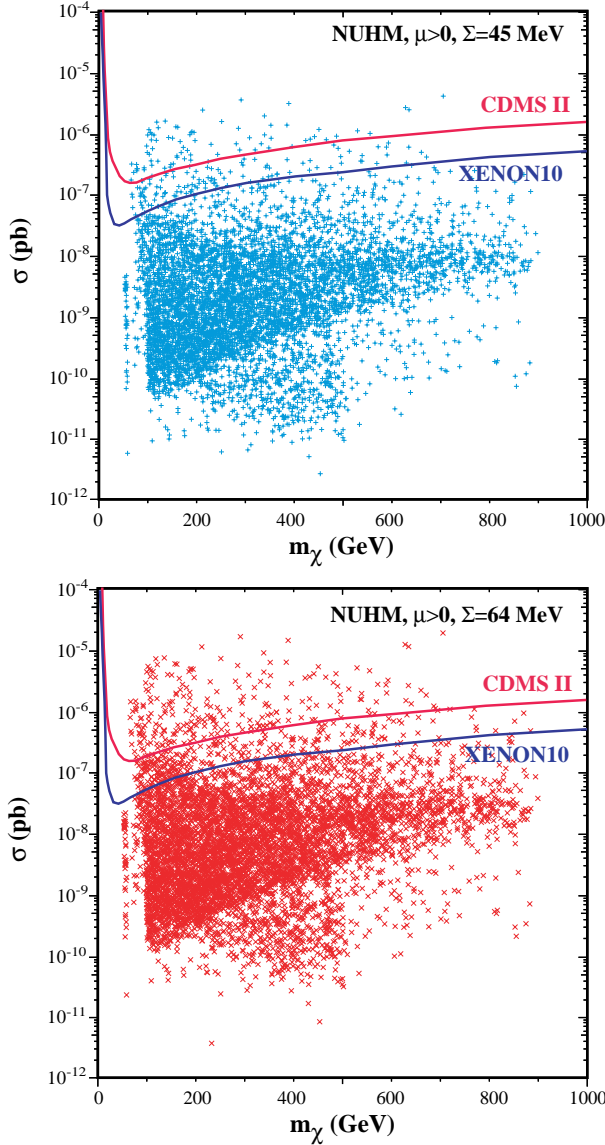 NUHM, μ>0, Σ=45 MeV
CDMS II
XENON10
σ (pb)
10⁻⁴
10⁻⁵
10⁻⁶
10⁻⁷
10⁻⁸
10⁻⁹
10⁻¹⁰
10⁻¹¹
10⁻¹²
0 200 400 600 800 1000
mχ (GeV)
NUHM, μ>0, Σ=64 MeV
CDMS II
XENON10
σ (pb)
10⁻⁴
10⁻⁵
10⁻⁶
10⁻⁷
10⁻⁸
10⁻⁹
10⁻¹⁰
10⁻¹¹
10⁻¹²
0 200 400 600 800 1000
mχ (GeV)